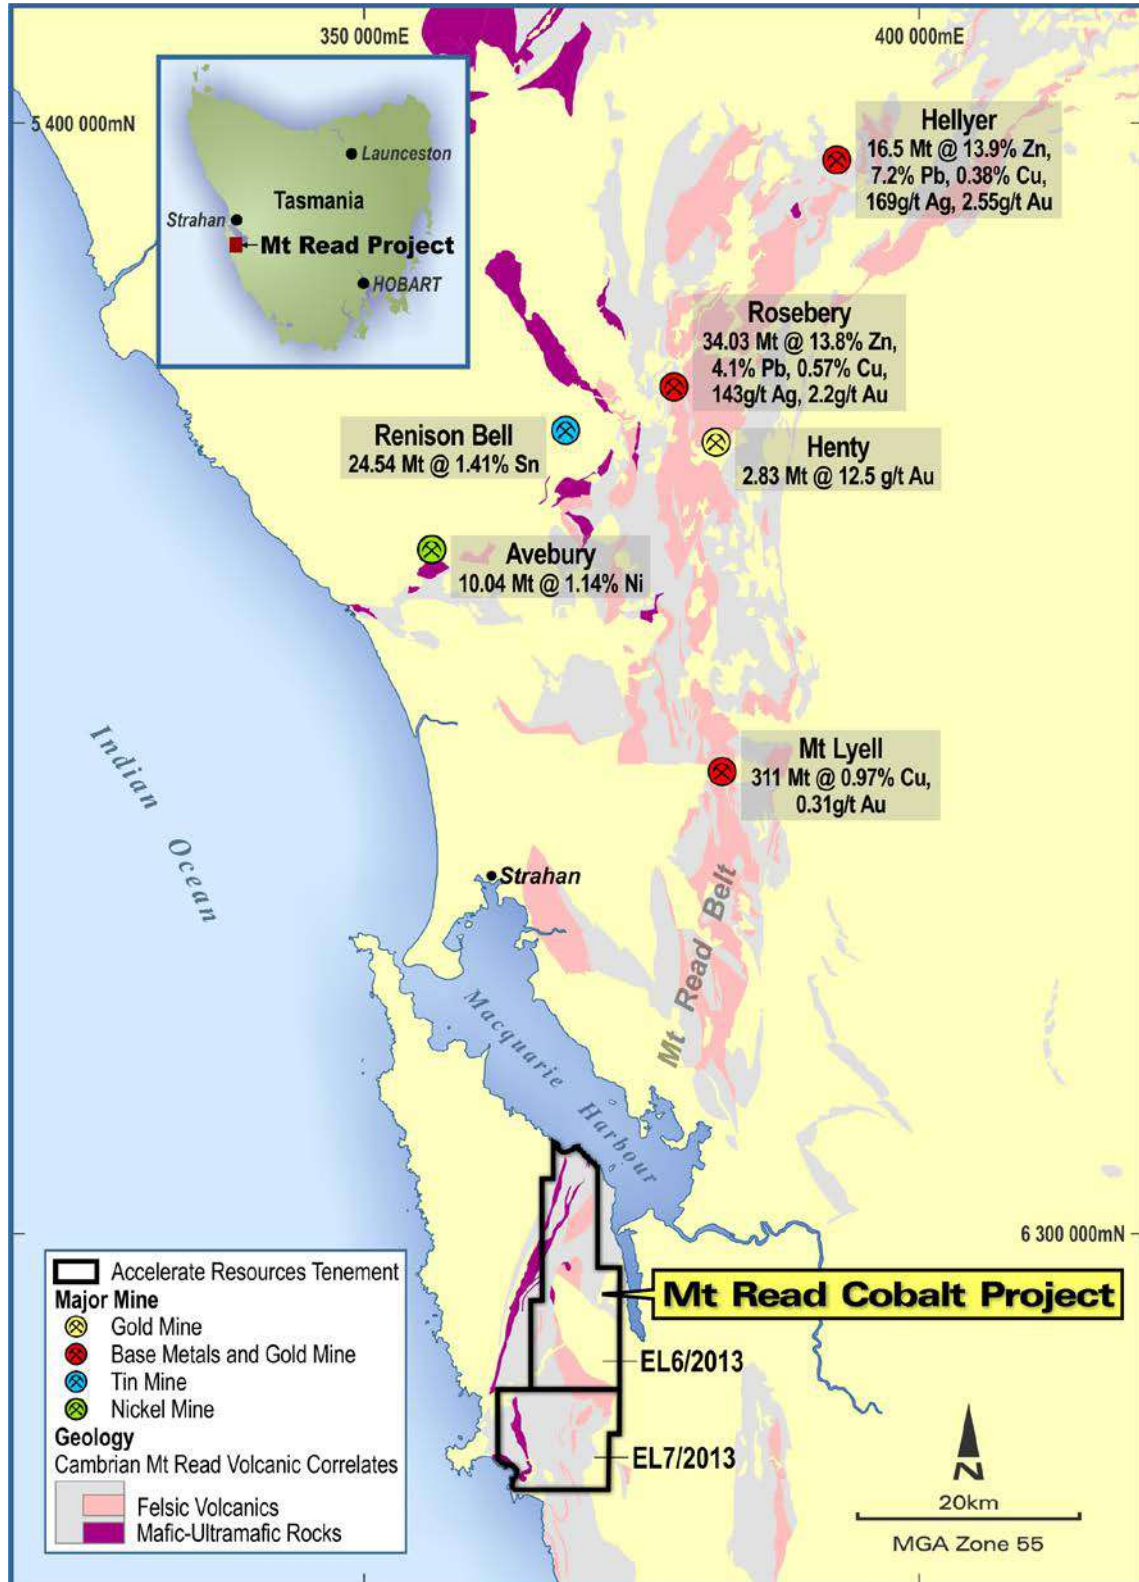 350 000mE
400 000mE
5 400 000mN
Launceston
Tasmania
Strahan
Mt Read Project
HOBART
Hellyer
16.5 Mt @ 13.9% Zn,
7.2% Pb, 0.38% Cu,
169g/t Ag, 2.55g/t Au
Rosebery
34.03 Mt @ 13.8% Zn,
4.1% Pb, 0.57% Cu,
143g/t Ag, 2.2g/t Au
Renison Bell
24.54 Mt @ 1.41% Sn
Henty
2.83 Mt @ 12.5 g/t Au
Avebury
10.04 Mt @ 1.14% Ni
Indian Ocean
Mt Lyell
311 Mt @ 0.97% Cu,
0.31g/t Au
Strahan
Mt Read Belt
Macquarie Harbour
6 300 000mN
Mt Read Cobalt Project
EL6/2013
EL7/2013
Accelerate Resources Tenement
Major Mine
Gold Mine
Base Metals and Gold Mine
Tin Mine
Nickel Mine
Geology
Cambrian Mt Read Volcanic Correlates
Felsic Volcanics
Mafic-Ultramafic Rocks
N
20km
MGA Zone 55